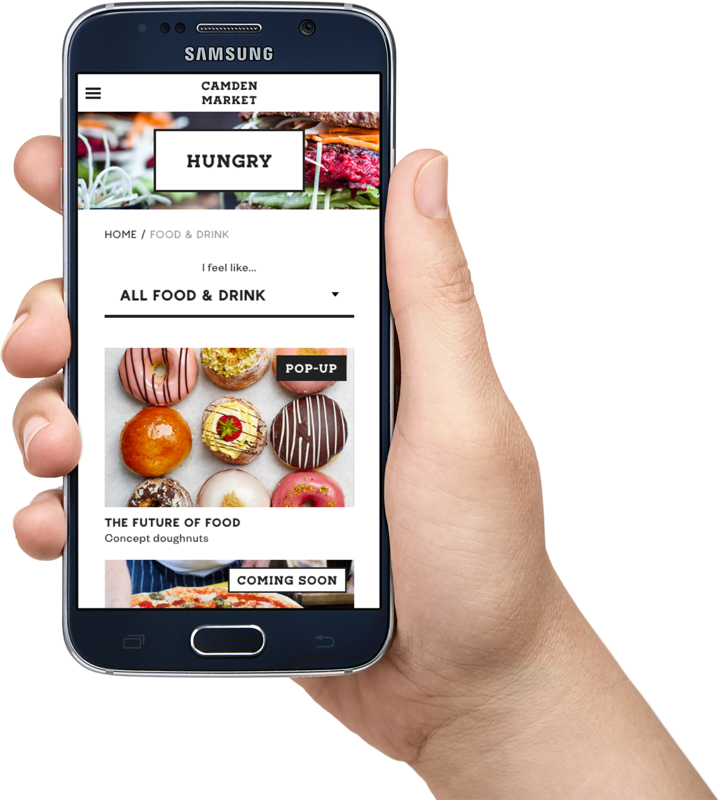 SAMSUNG
CAMDEN
MARKET
HUNGRY
HOME / FOOD & DRINK
I feel like...
ALL FOOD & DRINK
POP-UP
THE FUTURE OF FOOD
Concept doughnuts
COMING SOON